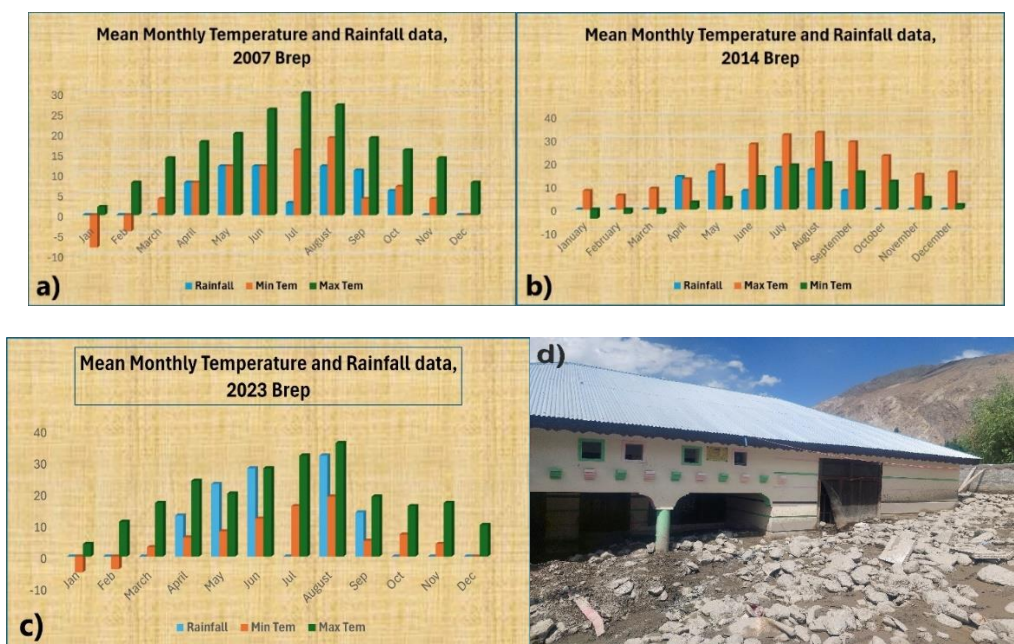 Mean Monthly Temperature and Rainfall data,
2007 Brep
30
25
20
15
10
5
0
-5
-10
Jan Feb March April May Jun Jul August Sep Oct Nov Dec
Rainfall Min Tem Max Tem
a)
Mean Monthly Temperature and Rainfall data,
2014 Brep
40
30
20
10
0
-10
January February March April May June July August September October November December
Rainfall Max Tem Min Tem
b)
Mean Monthly Temperature and Rainfall data,
2023 Brep
40
30
20
10
0
-10
Jan Feb March April May Jun Jul August Sep Oct Nov Dec
Rainfall Min Tem Max Tem
c)
d)